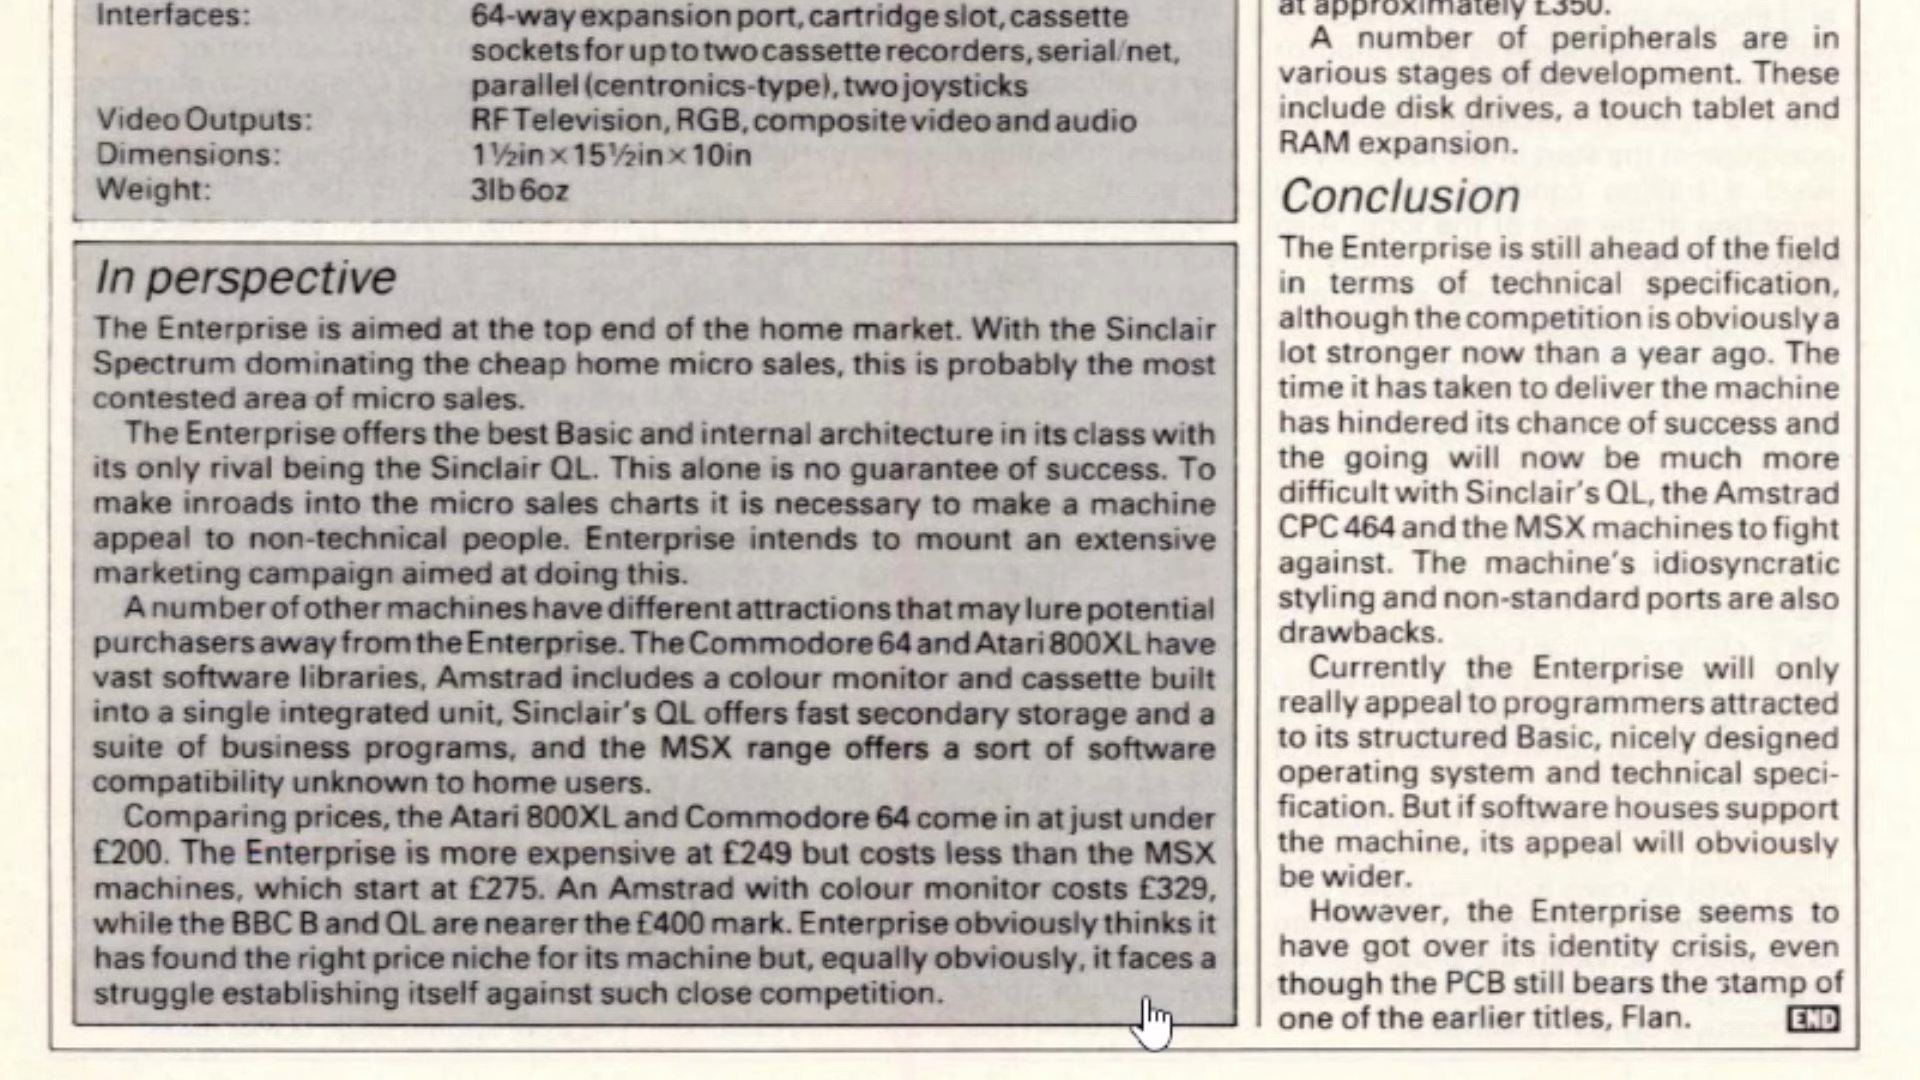 Interfaces: 64-way expansion port, cartridge slot, cassette
sockets for up to two cassette recorders, serial/net,
parallel (centronics-type), two joysticks
Video Outputs: RF Television, RGB, composite video and audio
Dimensions: 1½in×15½in×10in
Weight: 3lb 6oz
In perspective
The Enterprise is aimed at the top end of the home market. With the Sinclair
Spectrum dominating the cheap home micro sales, this is probably the most
contested area of micro sales.
The Enterprise offers the best Basic and internal architecture in its class with
its only rival being the Sinclair QL. This alone is no guarantee of success. To
make inroads into the micro sales charts it is necessary to make a machine
appeal to non-technical people. Enterprise intends to mount an extensive
marketing campaign aimed at doing this.
A number of other machines have different attractions that may lure potential
purchasers away from the Enterprise. The Commodore 64 and Atari 800XL have
vast software libraries, Amstrad includes a colour monitor and cassette built
into a single integrated unit, Sinclair's QL offers fast secondary storage and a
suite of business programs, and the MSX range offers a sort of software
compatibility unknown to home users.
Comparing prices, the Atari 800XL and Commodore 64 come in at just under
£200. The Enterprise is more expensive at £249 but costs less than the MSX
machines, which start at £275. An Amstrad with colour monitor costs £329,
while the BBC B and QL are nearer the £400 mark. Enterprise obviously thinks it
has found the right price niche for its machine but, equally obviously, it faces a
struggle establishing itself against such close competition.
at approximately £350.
A number of peripherals are in
various stages of development. These
include disk drives, a touch tablet and
RAM expansion.
Conclusion
The Enterprise is still ahead of the field
in terms of technical specification,
although the competition is obviously a
lot stronger now than a year ago. The
time it has taken to deliver the machine
has hindered its chance of success and
the going will now be much more
difficult with Sinclair's QL, the Amstrad
CPC 464 and the MSX machines to fight
against. The machine's idiosyncratic
styling and non-standard ports are also
drawbacks.
Currently the Enterprise will only
really appeal to programmers attracted
to its structured Basic, nicely designed
operating system and technical speci-
fication. But if software houses support
the machine, its appeal will obviously
be wider.
However, the Enterprise seems to
have got over its identity crisis, even
though the PCB still bears the stamp of
one of the earlier titles, Flan. END